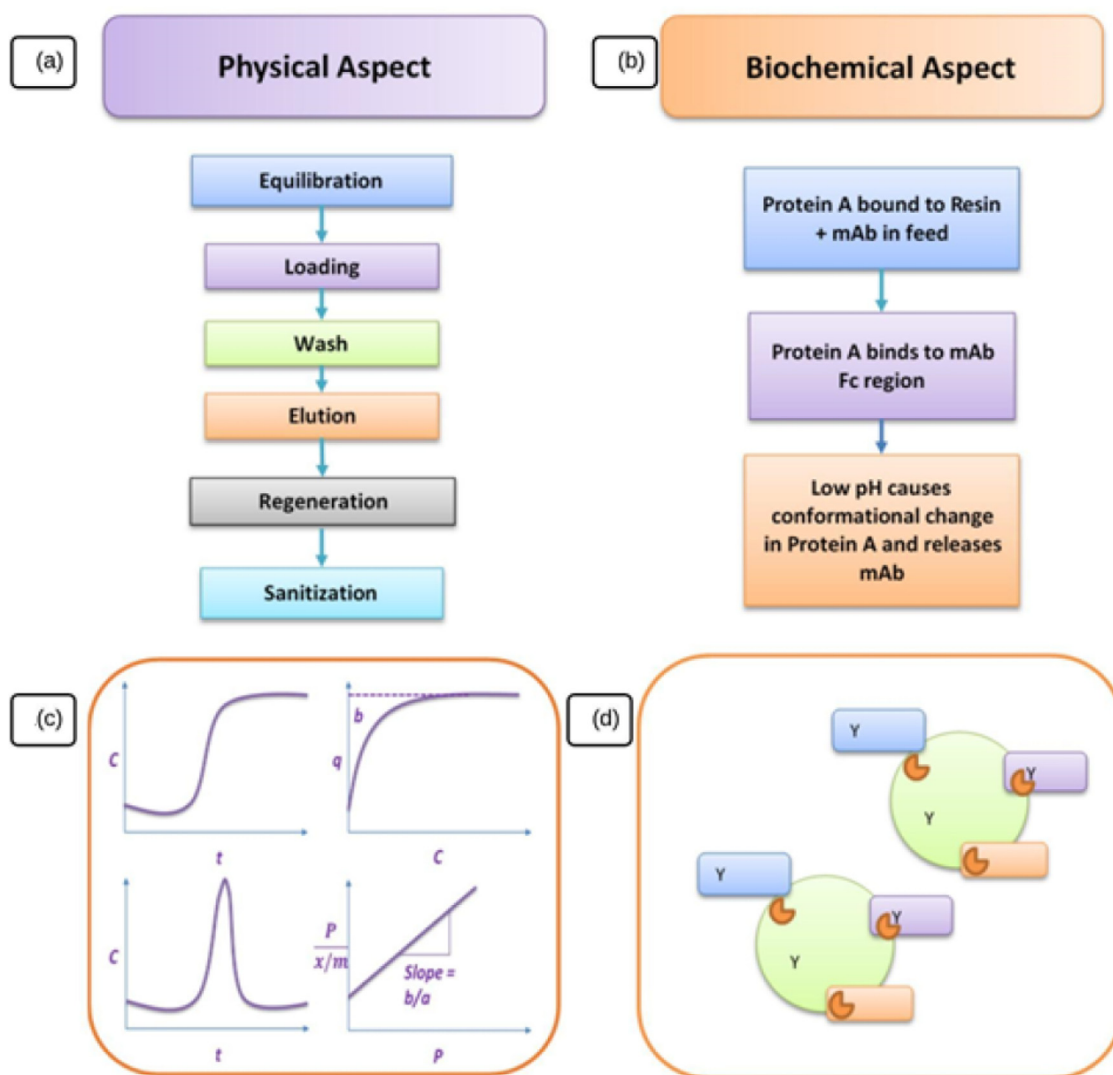 (a)
Physical Aspect
Equilibration
Loading
Wash
Elution
Regeneration
Sanitization
(b)
Biochemical Aspect
Protein A bound to Resin
+ mAb in feed
Protein A binds to mAb
Fc region
Low pH causes
conformational change
in Protein A and releases
mAb
.(c)
C
t
b
q
C
C
t
P
x/m
Slope =
b/a
P
(d)
Y
Y
Y
Y
Y
Y